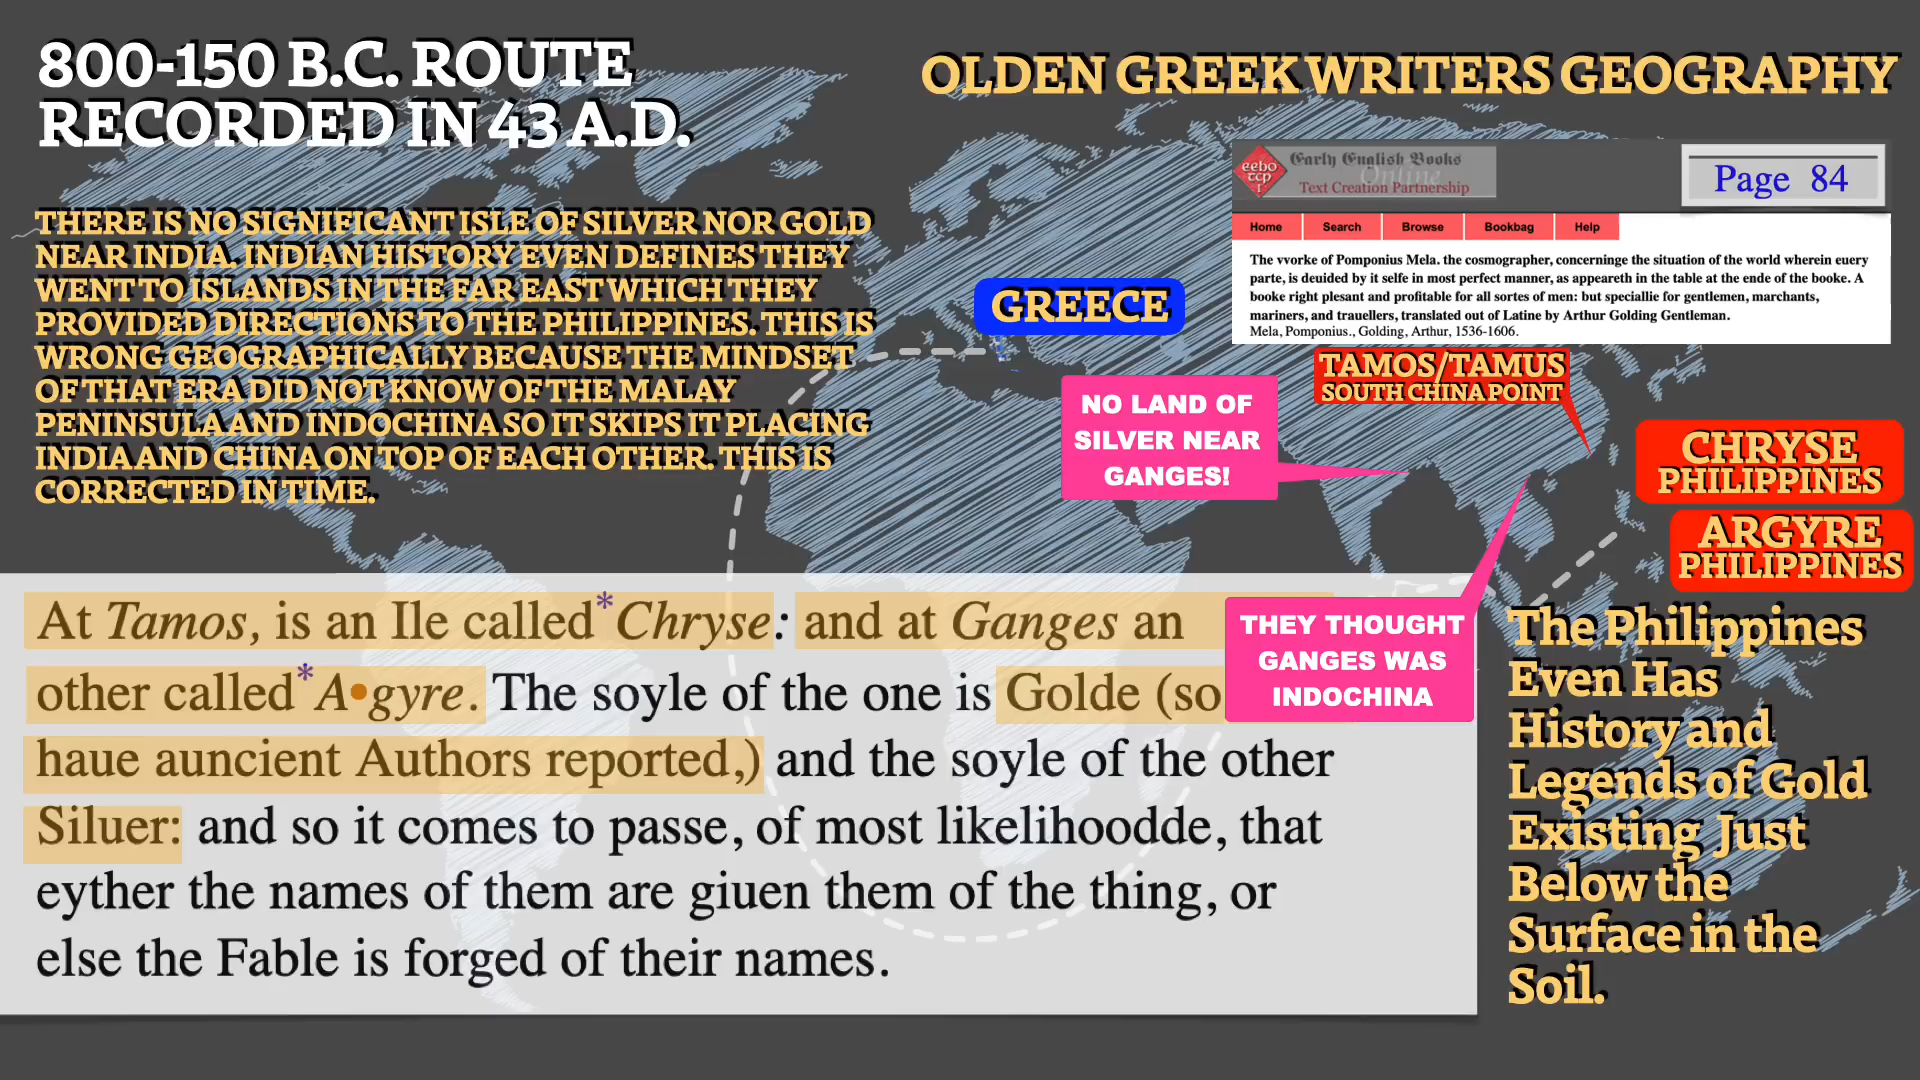 800-150 B.C. ROUTE
RECORDED IN 43 A.D.
OLDEN GREEK WRITERS GEOGRAPHY
THERE IS NO SIGNIFICANT ISLE OF SILVER NOR GOLD
NEAR INDIA. INDIAN HISTORY EVEN DEFINES THEY
WENT TO ISLANDS IN THE FAR EAST WHICH THEY
PROVIDED DIRECTIONS TO THE PHILIPPINES. THIS IS
WRONG GEOGRAPHICALLY BECAUSE THE MINDSET
OF THAT ERA DID NOT KNOW OF THE MALAY
PENINSULA AND INDOCHINA SO IT SKIPS IT PLACING
INDIA AND CHINA ON TOP OF EACH OTHER. THIS IS
CORRECTED IN TIME.
eebo
tcp
1
Early English Books
Online
Text Creation Partnership
Page 84
Home Search Browse Bookbag Help
The vvorke of Pomponius Mela. the cosmographer, concerninge the situation of the world wherein euery
parte, is deuided by it selfe in most perfect manner, as appeareth in the table at the ende of the booke. A
booke right plesant and profitable for all sortes of men: but speciallie for gentlemen, marchants,
mariners, and trauellers, translated out of Latine by Arthur Golding Gentleman.
Mela, Pomponius., Golding, Arthur, 1536-1606.
GREECE
TAMOS/TAMUS
SOUTH CHINA POINT
NO LAND OF
SILVER NEAR
GANGES!
CHRYSE
PHILIPPINES
ARGYRE
PHILIPPINES
THEY THOUGHT
GANGES WAS
INDOCHINA
At Tamos, is an Ile called*Chryse: and at Ganges an
other called*A•gyre. The soyle of the one is Golde (so
haue auncient Authors reported,) and the soyle of the other
Siluer: and so it comes to passe, of most likelihoodde, that
eyther the names of them are giuen them of the thing, or
else the Fable is forged of their names.
The Philippines
Even Has
History and
Legends of Gold
Existing Just
Below the
Surface in the
Soil.